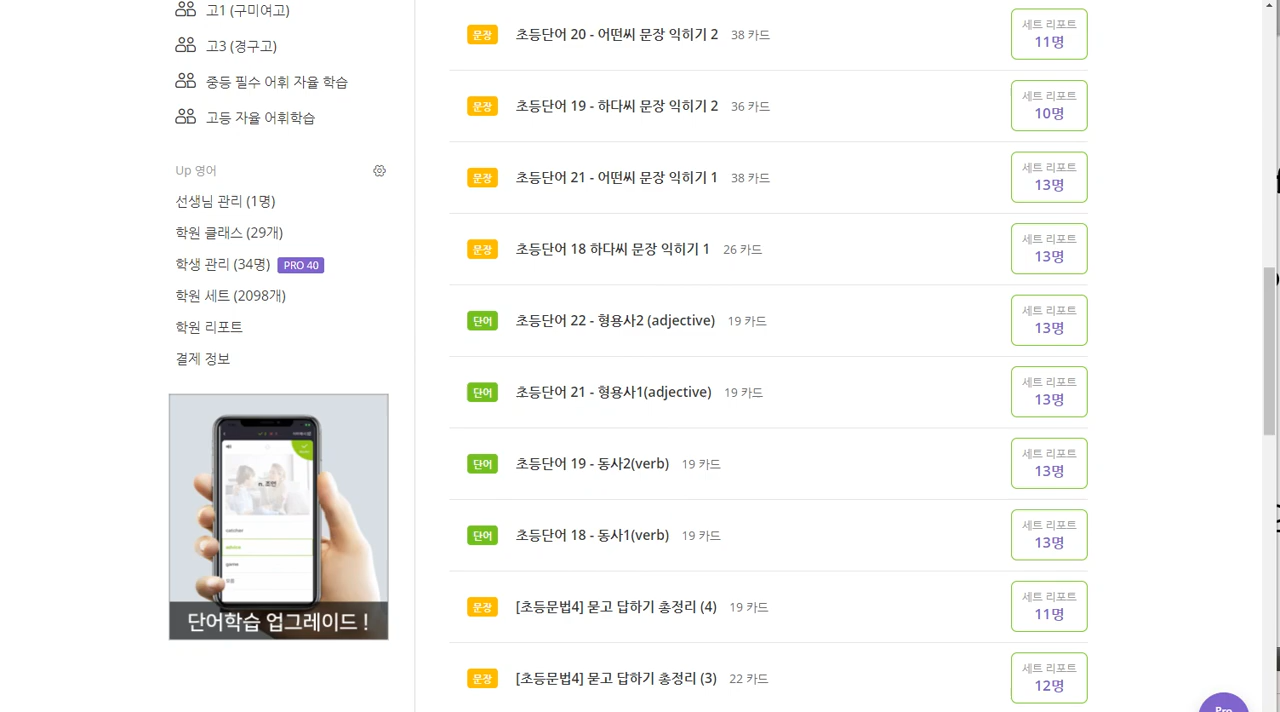 고1 (구미여고)
고3 (경구고)
중등 필수 어휘 자율 학습
고등 자율 어휘학습
Up 영어
선생님 관리 (1명)
학원 클래스 (29개)
학생 관리 (34명) PRO 40
학원 세트 (2098개)
학원 리포트
결제 정보
n. 조언
advice
game
단어학습 업그레이드 !
문장 초등단어 20 - 어떤씨 문장 익히기 2 38 카드
세트 리포트
11명
문장 초등단어 19 - 하다씨 문장 익히기 2 36 카드
세트 리포트
10명
문장 초등단어 21 - 어떤씨 문장 익히기 1 38 카드
세트 리포트
13명
문장 초등단어 18 하다씨 문장 익히기 1 26 카드
세트 리포트
13명
단어 초등단어 22 - 형용사2 (adjective) 19 카드
세트 리포트
13명
단어 초등단어 21 - 형용사1(adjective) 19 카드
세트 리포트
13명
단어 초등단어 19 - 동사2(verb) 19 카드
세트 리포트
13명
단어 초등단어 18 - 동사1(verb) 19 카드
세트 리포트
13명
문장 [초등문법4] 묻고 답하기 총정리 (4) 19 카드
세트 리포트
11명
문장 [초등문법4] 묻고 답하기 총정리 (3) 22 카드
세트 리포트
12명
Pro